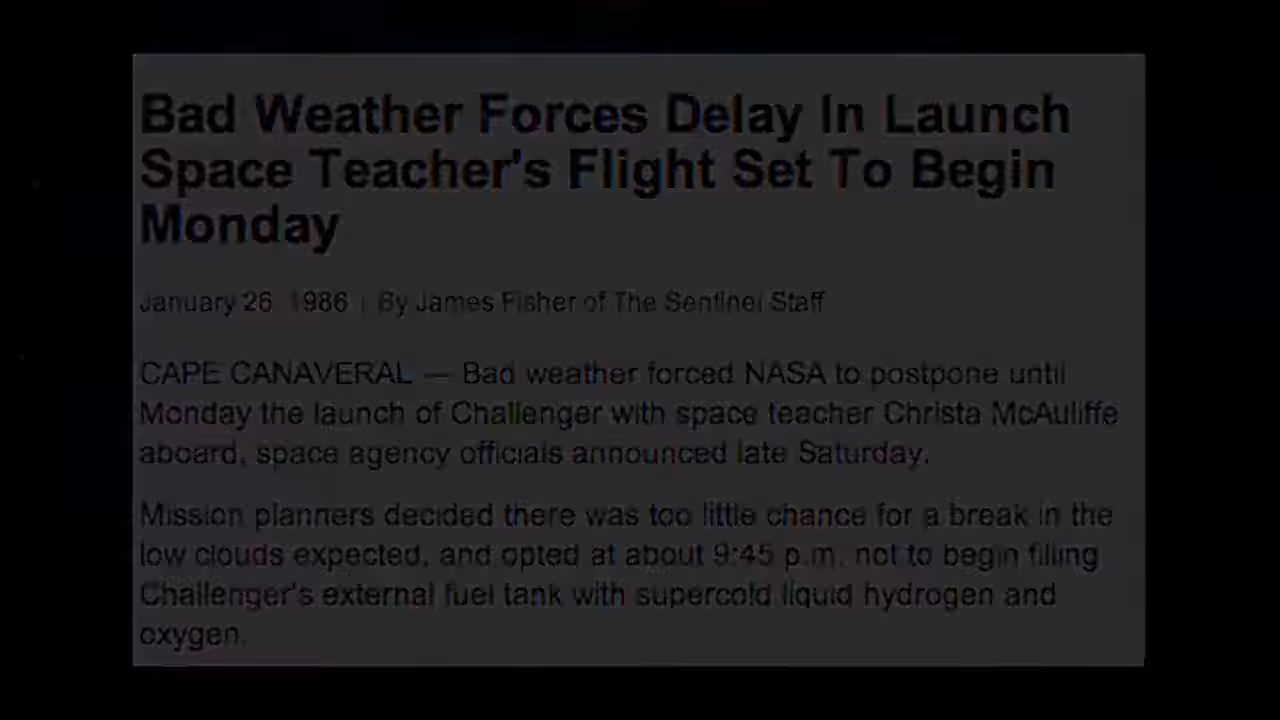 Bad Weather Forces Delay In Launch
Space Teacher's Flight Set To Begin
Monday
January 26, 1986 | By James Fisher of The Sentinel Staff
CAPE CANAVERAL — Bad weather forced NASA to postpone until
Monday the launch of Challenger with space teacher Christa McAuliffe
aboard, space agency officials announced late Saturday.
Mission planners decided there was too little chance for a break in the
low clouds expected, and opted at about 9:45 p.m. not to begin filling
Challenger's external fuel tank with supercold liquid hydrogen and
oxygen.